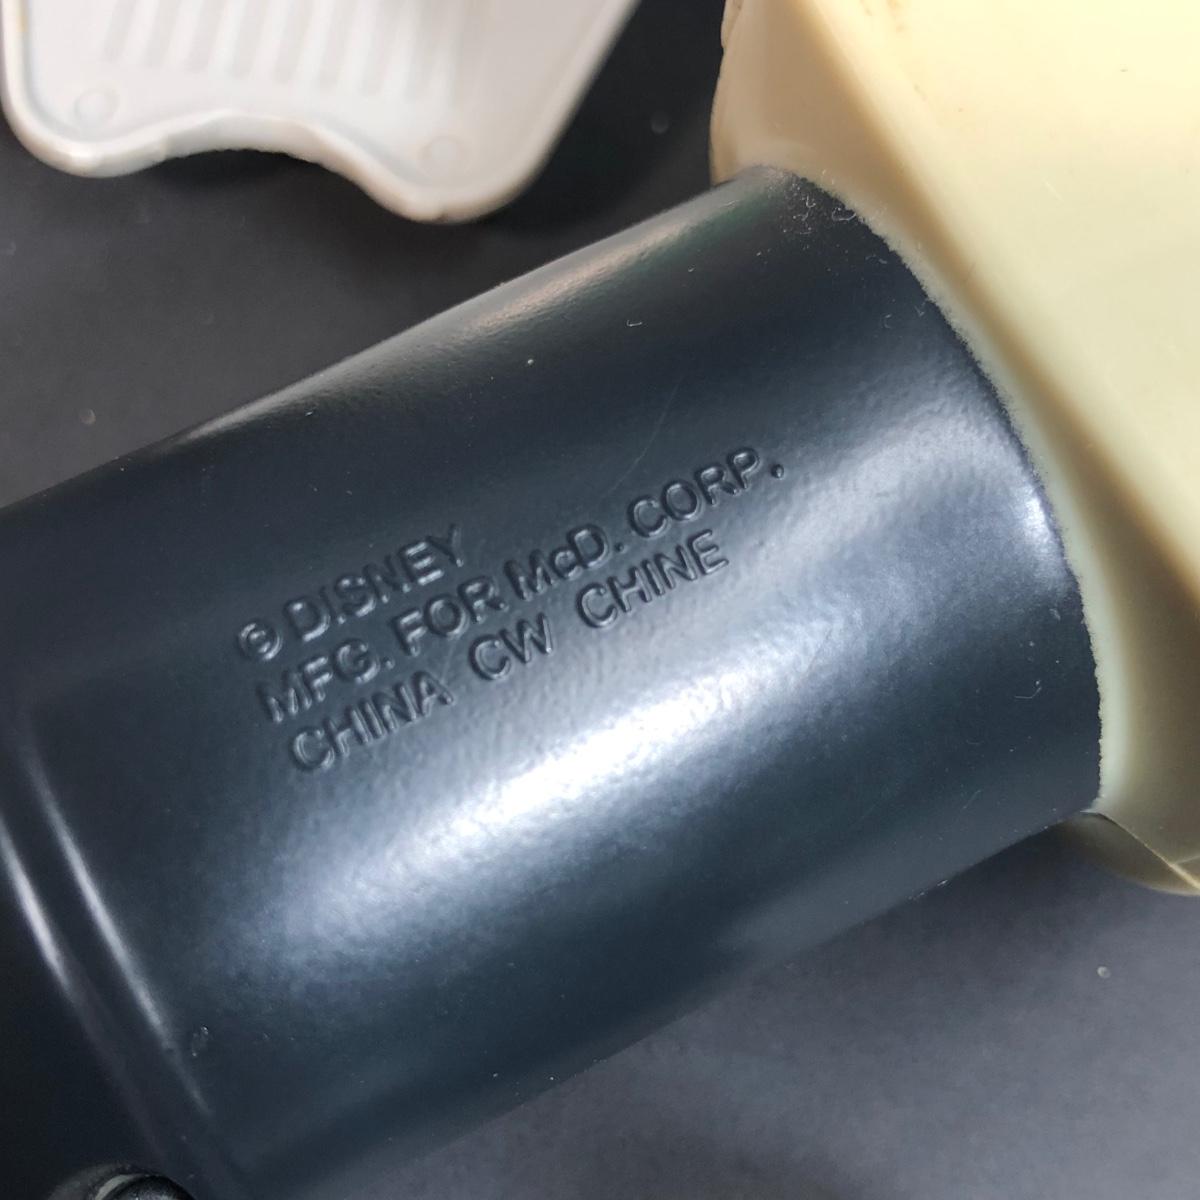 © DISNEY
MFG. FOR McD. CORP.
CHINA CW CHINE